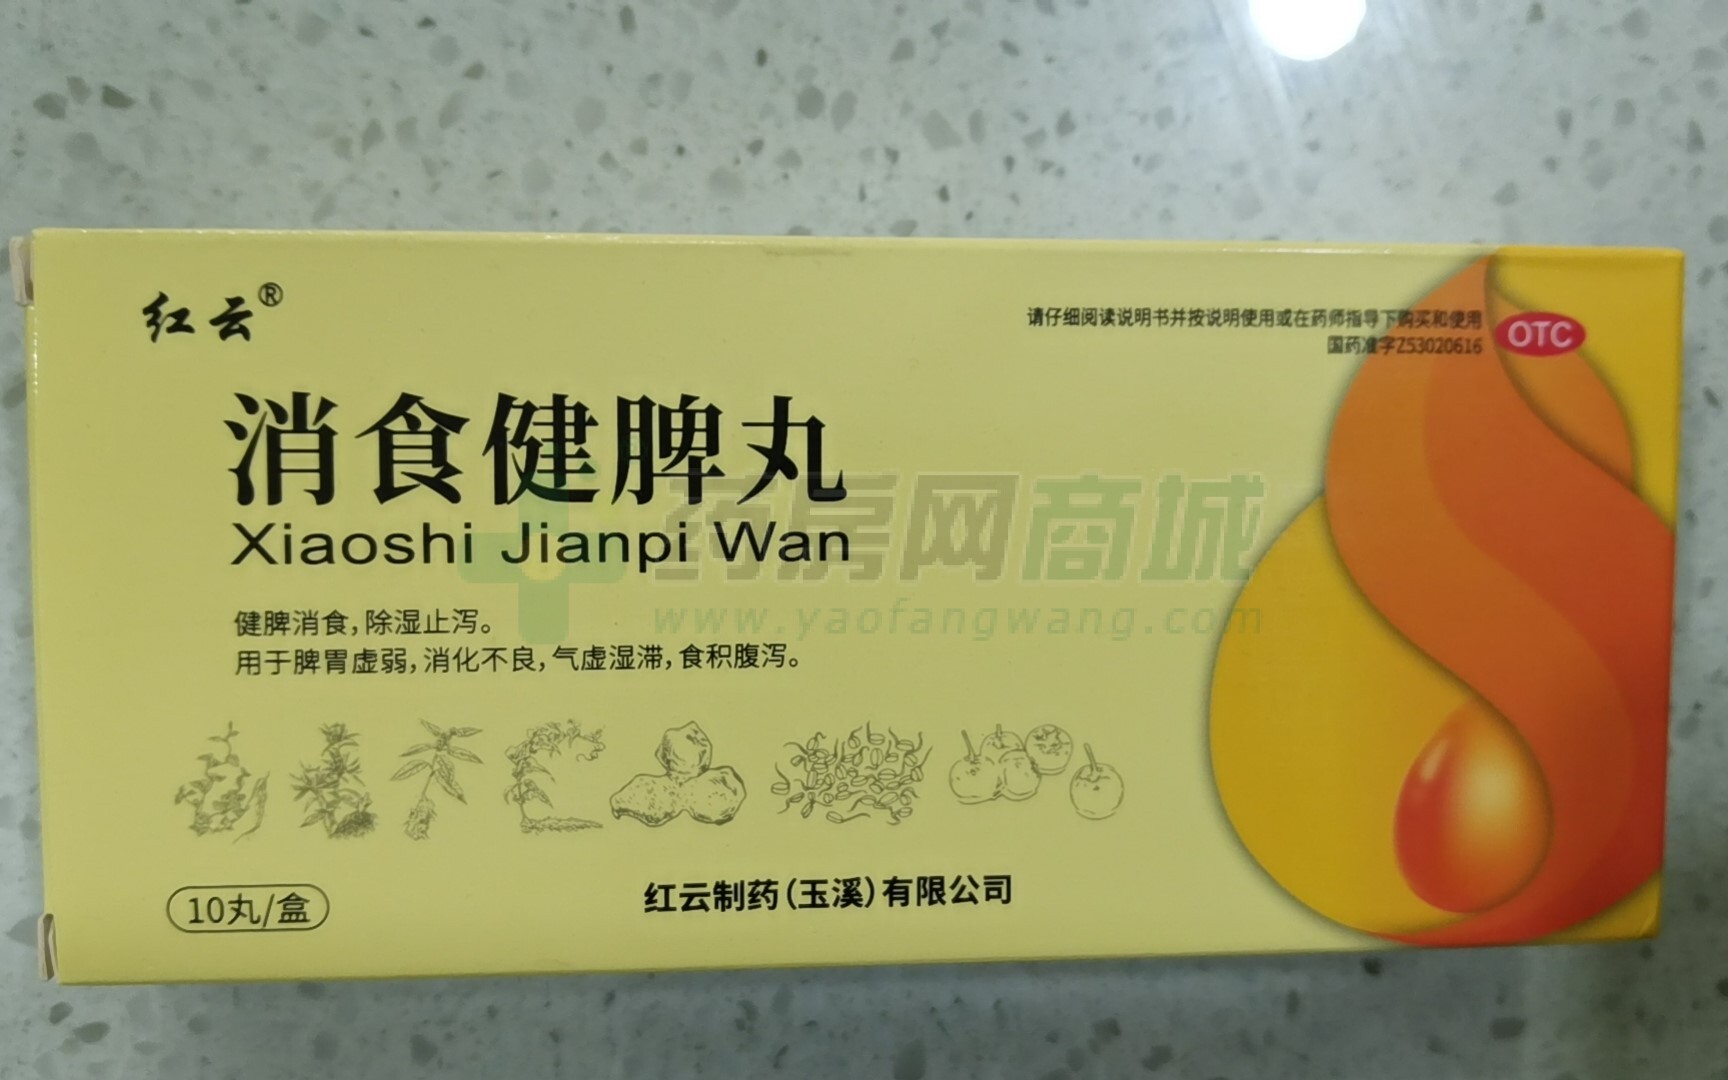 红云®
请仔细阅读说明书并按说明使用或在药师指导下购买和使用
国药准字Z53020616
OTC
消食健脾丸
Xiaoshi Jianpi Wan
药房网商城
www.yaofangwang.com
健脾消食,除湿止泻。
用于脾胃虚弱,消化不良,气虚湿滞,食积腹泻。
10丸/盒
红云制药(玉溪)有限公司